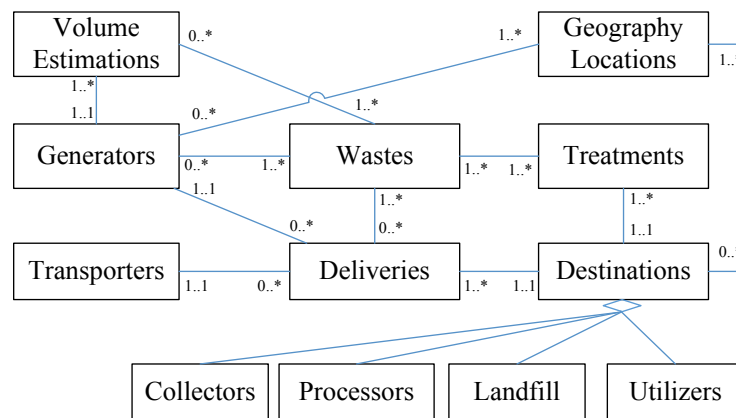 Volume
Estimations
0..*
1..*
Geography
Locations
1..*
1..*
1..1
0..*
1..*
Generators
0..*
1..*
Wastes
1..*
1..*
Treatments
1..1
1..*
0..*
1..*
1..1
0..*
Transporters
1..1
0..*
Deliveries
1..*
1..1
Destinations
0..*
Collectors
Processors
Landfill
Utilizers